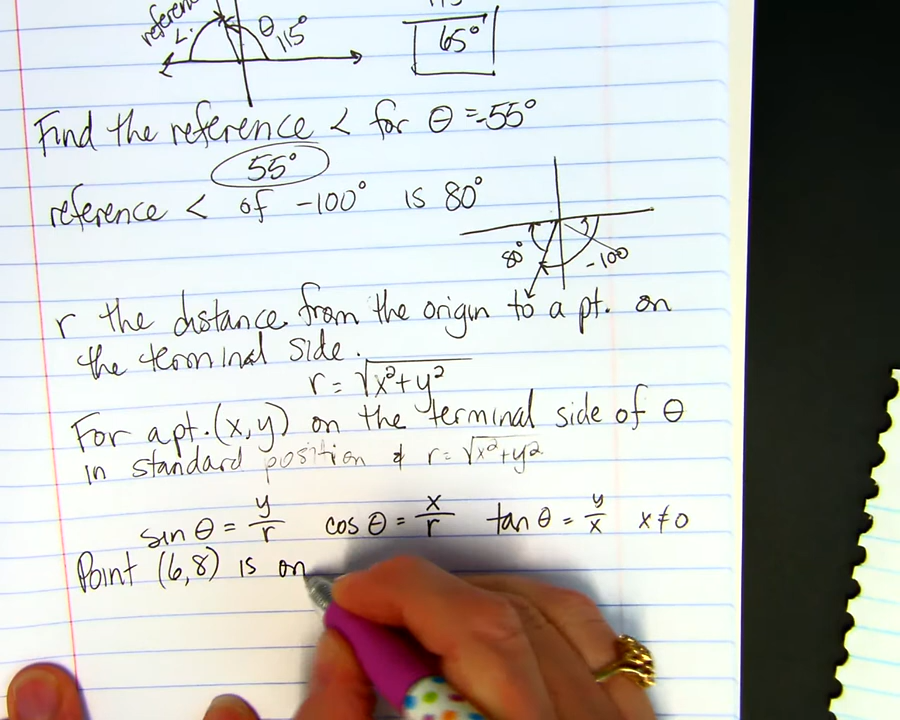 reference
<.
θ
115°
115
65°
Find the reference < for θ = -55°
55°
reference < of -100° is 80°
80°
-100
r the distance from the origin to a pt. on
the terminal side.
r = √x²+y²
For a pt. (x,y) on the terminal side of θ
in standard position & r = √x²+y²
sin θ = y/r cos θ = x/r tan θ = y/x x≠0
Point (6,8) is on